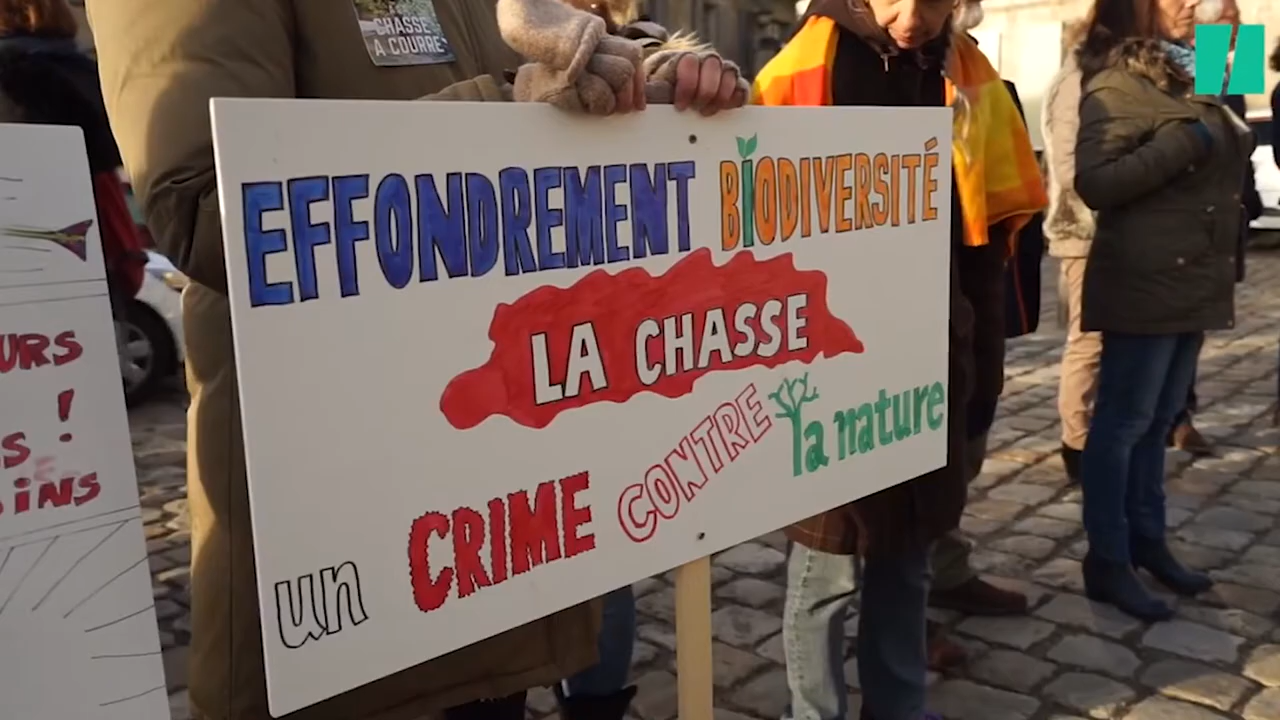 CHASSE
A COURRE
EFFONDREMENT BIODIVERSITÉ
LA CHASSE
un CRIME CONTRE la nature
URS
!
S !
INS